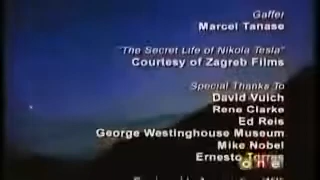 Gaffer
Marcel Tanase
"The Secret Life of Nikola Tesla"
Courtesy of Zagreb Films
Special Thanks To
David Vuich
Rene Clarke
Ed Reis
George Westinghouse Museum
Mike Nobel
Ernesto Torres
one